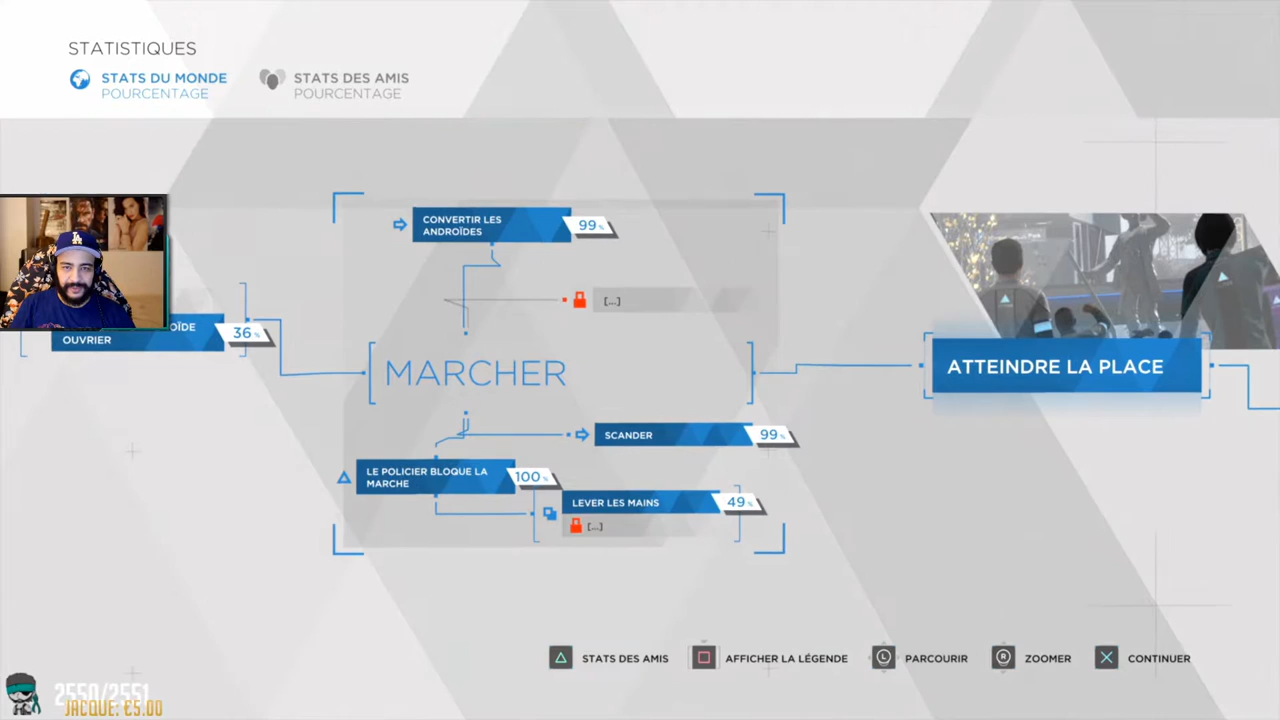 STATISTIQUES
STATS DU MONDE
POURCENTAGE
STATS DES AMIS
POURCENTAGE
CONVERTIR LES
ANDROÏDES
99%
[...]
OÏDE
OUVRIER
36%
MARCHER
ATTEINDRE LA PLACE
SCANDER
99%
LE POLICIER BLOQUE LA
MARCHE
100%
LEVER LES MAINS
49%
[...]
STATS DES AMIS
AFFICHER LA LÉGENDE
L
PARCOURIR
R
ZOOMER
CONTINUER
2550/2551
JACQUE: €5.00